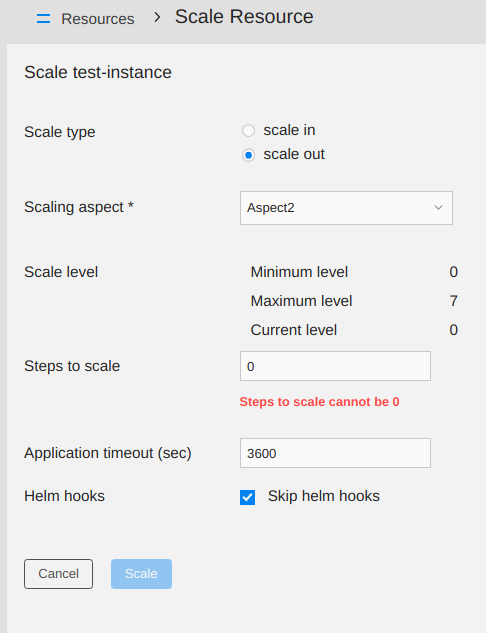 Resources > Scale Resource
Scale test-instance
Scale type
scale in
scale out
Scaling aspect *
Aspect2
Scale level
Minimum level 0
Maximum level 7
Current level 0
Steps to scale
0
Steps to scale cannot be 0
Application timeout (sec)
3600
Helm hooks
Skip helm hooks
Cancel
Scale